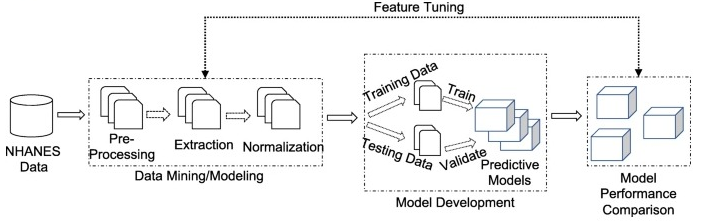 Feature Tuning
NHANES
Data
Pre-
Processing
Extraction
Normalization
Data Mining/Modeling
Training Data
Train
Testing Data
Validate
Predictive
Models
Model Development
Model
Performance
Comparison